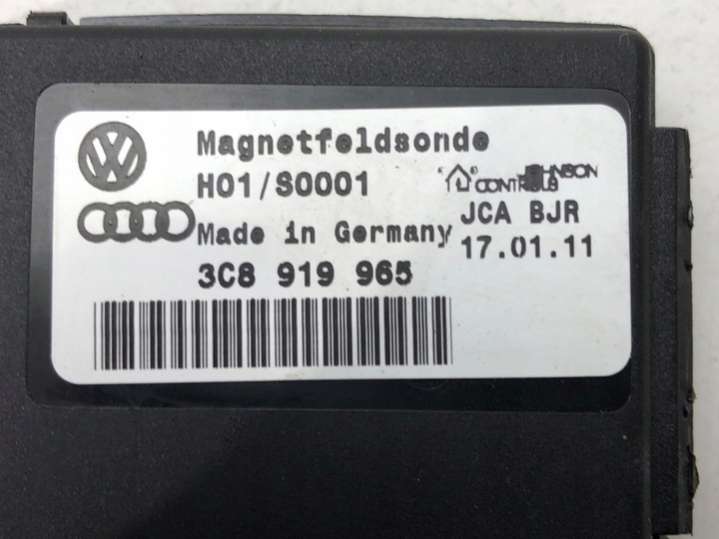 Magnetfeldsonde
H01/S0001
JOHNSON
CONTROLS
Made in Germany
JCA BJR
17.01.11
3C8 919 965